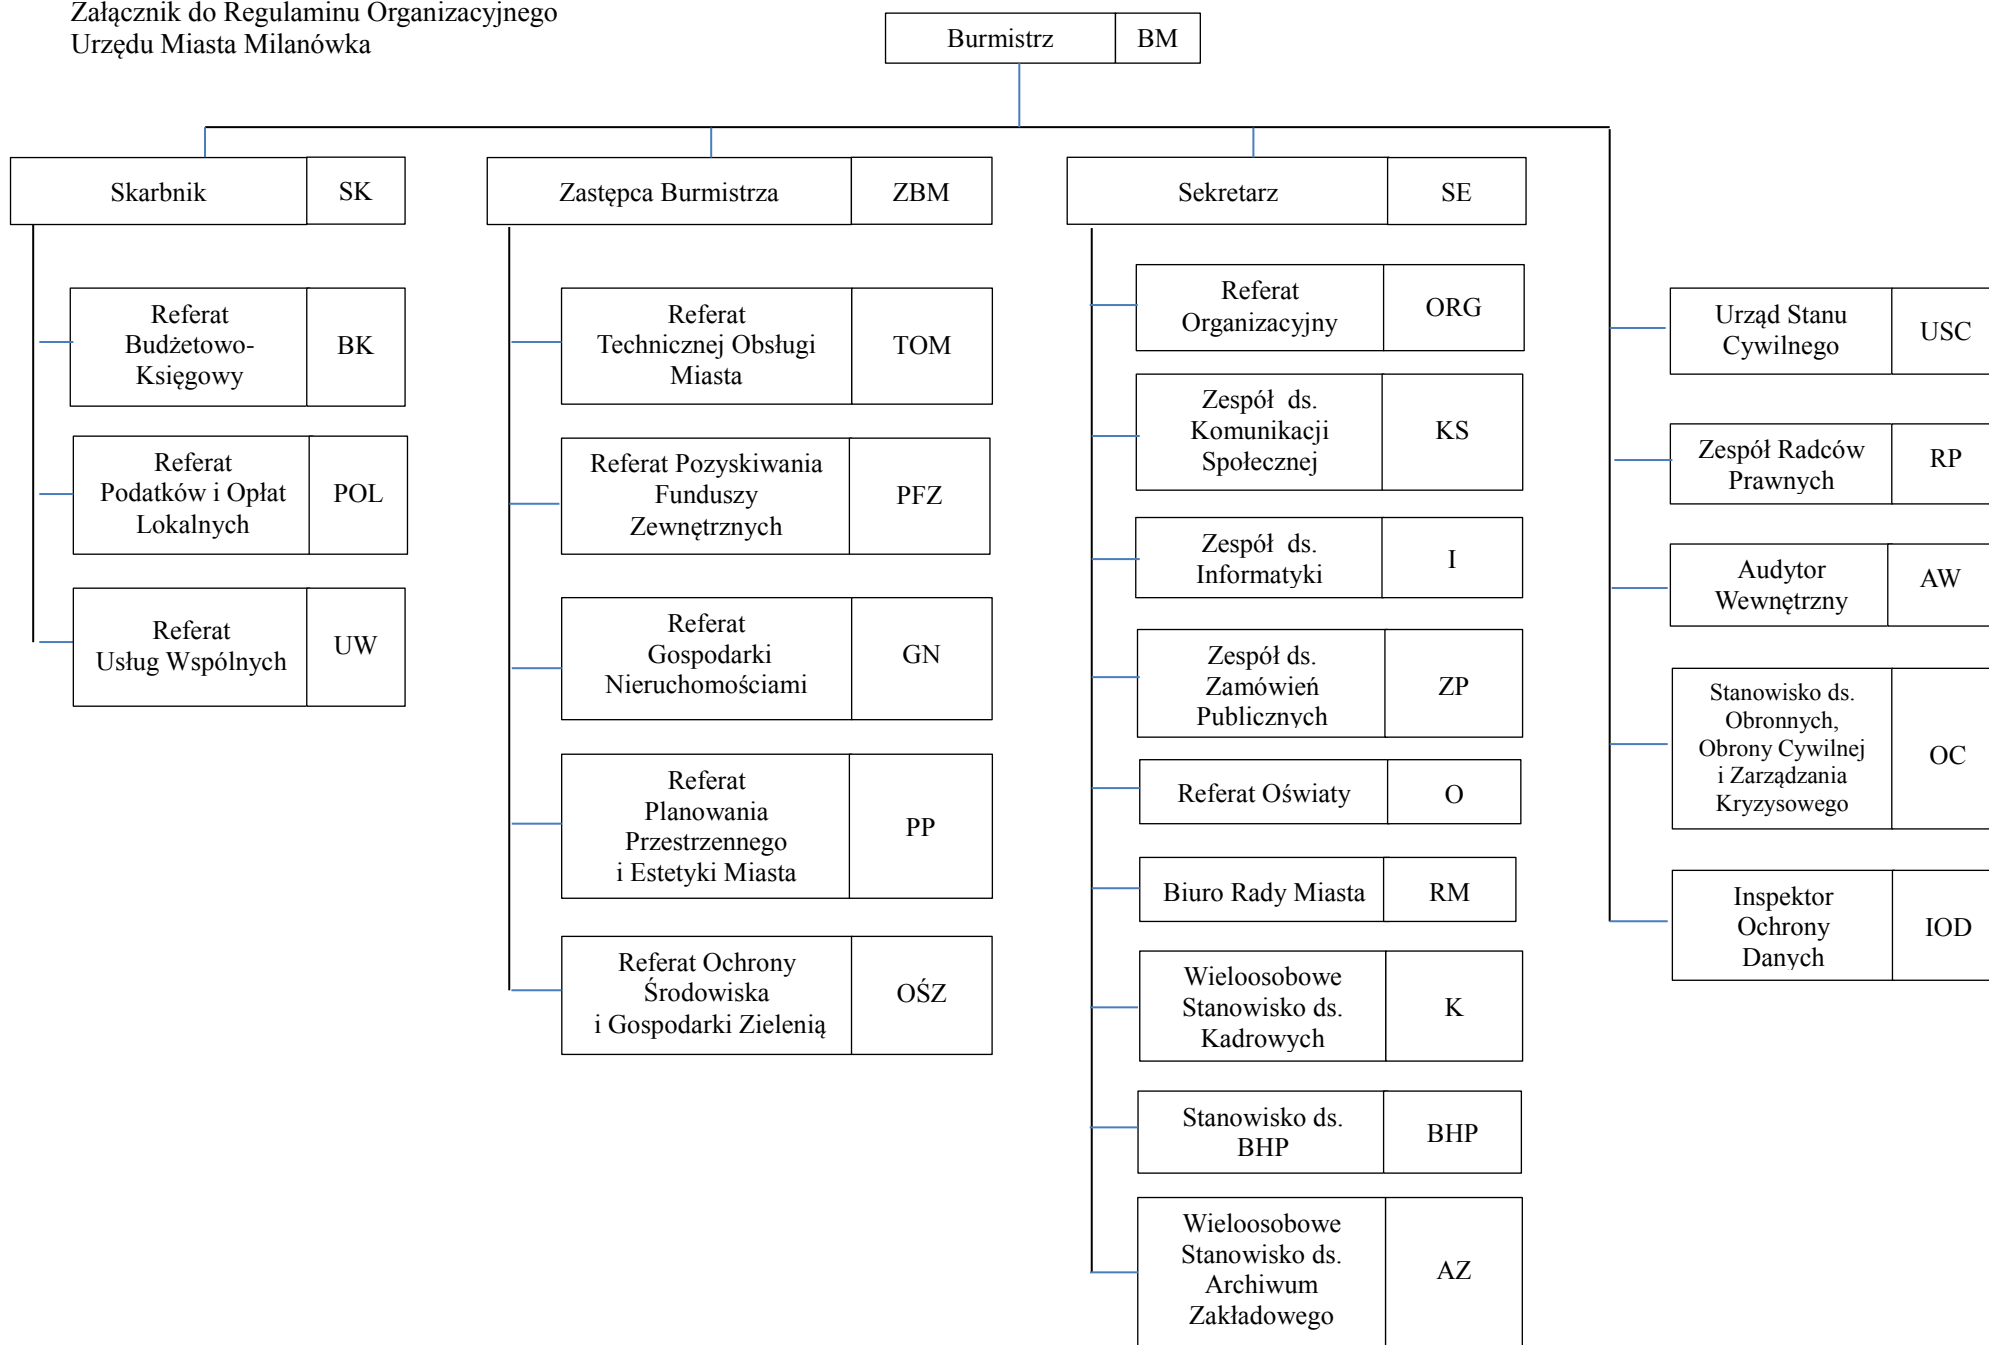 Załącznik do Regulaminu Organizacyjnego
Urzędu Miasta Milanówka
Burmistrz BM
Skarbnik SK
Referat
Budżetowo-
Księgowy
BK
Referat
Podatków i Opłat
Lokalnych
POL
Referat
Usług Wspólnych
UW
Zastępca Burmistrza ZBM
Referat
Technicznej Obsługi
Miasta
TOM
Referat Pozyskiwania
Funduszy
Zewnętrznych
PFZ
Referat
Gospodarki
Nieruchomościami
GN
Referat
Planowania
Przestrzennego
i Estetyki Miasta
PP
Referat Ochrony
Środowiska
i Gospodarki Zielenią
OŚZ
Sekretarz SE
Referat
Organizacyjny
ORG
Zespół ds.
Komunikacji
Społecznej
KS
Zespół ds.
Informatyki
I
Zespół ds.
Zamówień
Publicznych
ZP
Referat Oświaty O
Biuro Rady Miasta RM
Wieloosobowe
Stanowisko ds.
Kadrowych
K
Stanowisko ds.
BHP
BHP
Wieloosobowe
Stanowisko ds.
Archiwum
Zakładowego
AZ
Urząd Stanu
Cywilnego
USC
Zespół Radców
Prawnych
RP
Audytor
Wewnętrzny
AW
Stanowisko ds.
Obronnych,
Obrony Cywilnej
i Zarządzania
Kryzysowego
OC
Inspektor
Ochrony
Danych
IOD